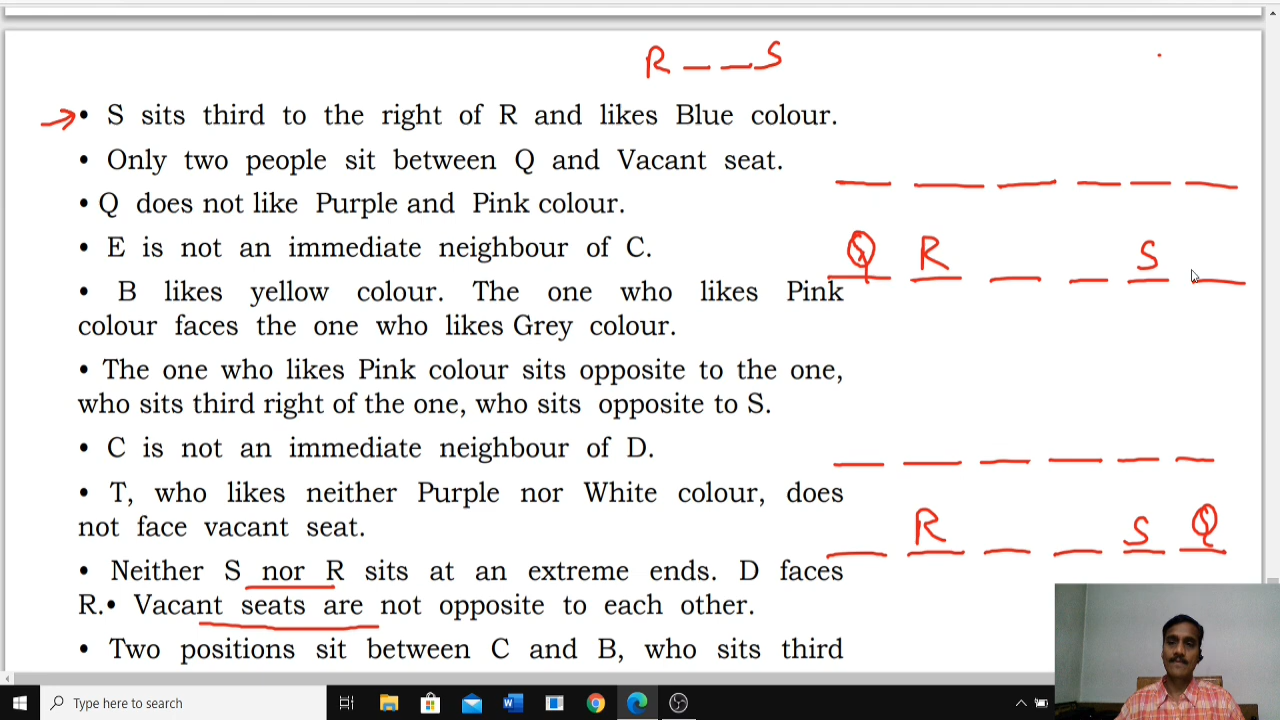 R _ _ S
→• S sits third to the right of R and likes Blue colour.
• Only two people sit between Q and Vacant seat.
• Q does not like Purple and Pink colour.
• E is not an immediate neighbour of C.
Q R _ _ S _
• B likes yellow colour. The one who likes Pink
colour faces the one who likes Grey colour.
• The one who likes Pink colour sits opposite to the one,
who sits third right of the one, who sits opposite to S.
• C is not an immediate neighbour of D.
• T, who likes neither Purple nor White colour, does
not face vacant seat.
_ R _ _ S Q
• Neither S nor R sits at an extreme ends. D faces
R.• Vacant seats are not opposite to each other.
• Two positions sit between C and B, who sits third
Type here to search